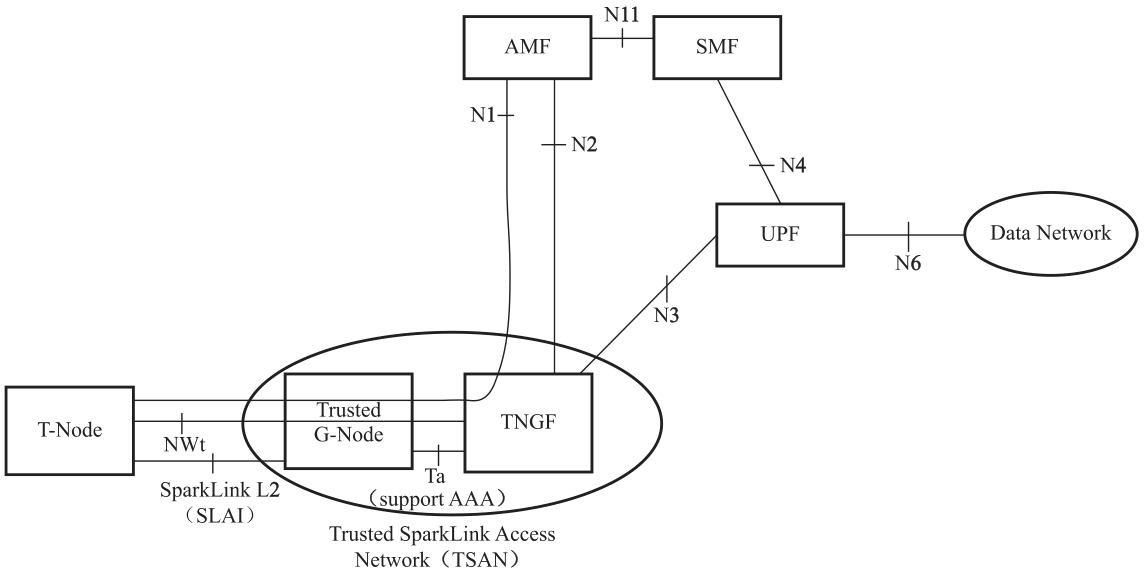 N11
AMF
SMF
N1
N2
N4
UPF
Data Network
N6
N3
Trusted
G-Node
TNGF
T-Node
NWt
Ta
（support AAA）
SparkLink L2
（SLAI）
Trusted SparkLink Access
Network（TSAN）